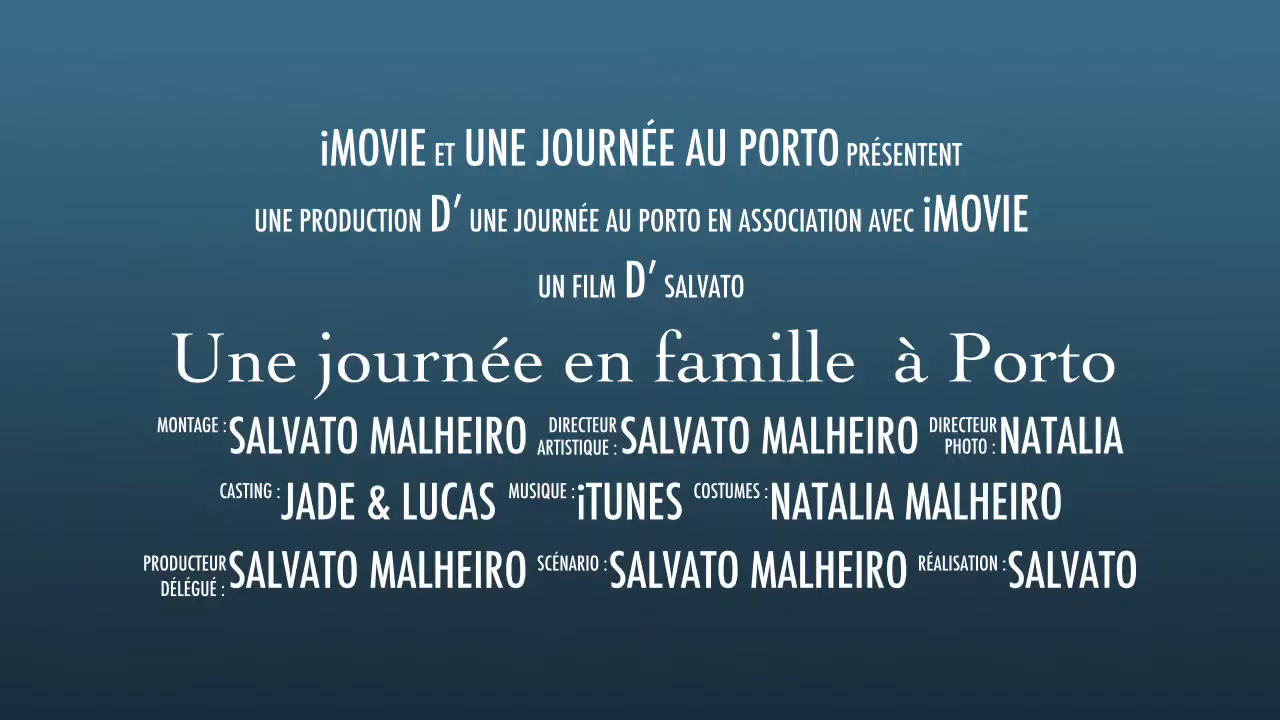 iMOVIE ET UNE JOURNÉE AU PORTO PRÉSENTENT
UNE PRODUCTION D’ UNE JOURNÉE AU PORTO EN ASSOCIATION AVEC iMOVIE
UN FILM D’ SALVATO
Une journée en famille à Porto
MONTAGE : SALVATO MALHEIRO DIRECTEUR ARTISTIQUE : SALVATO MALHEIRO DIRECTEUR PHOTO : NATALIA
CASTING : JADE & LUCAS MUSIQUE : iTUNES COSTUMES : NATALIA MALHEIRO
PRODUCTEUR DÉLÉGUÉ : SALVATO MALHEIRO SCÉNARIO : SALVATO MALHEIRO RÉALISATION : SALVATO